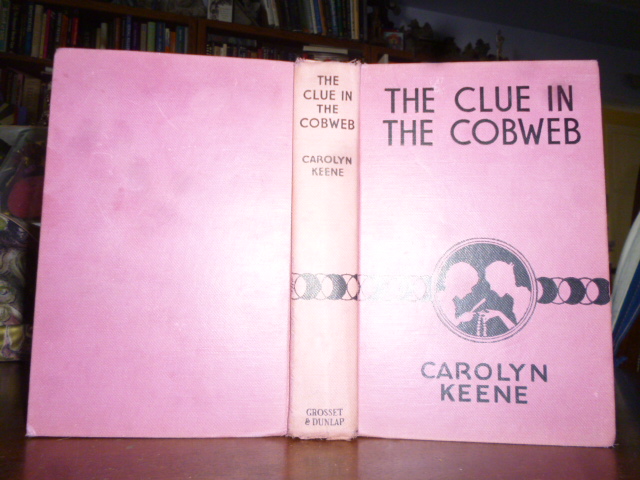 THE
CLUE IN
THE
COBWEB
CAROLYN
KEENE
GROSSET
& DUNLAP
THE CLUE IN
THE COBWEB
CAROLYN
KEENE